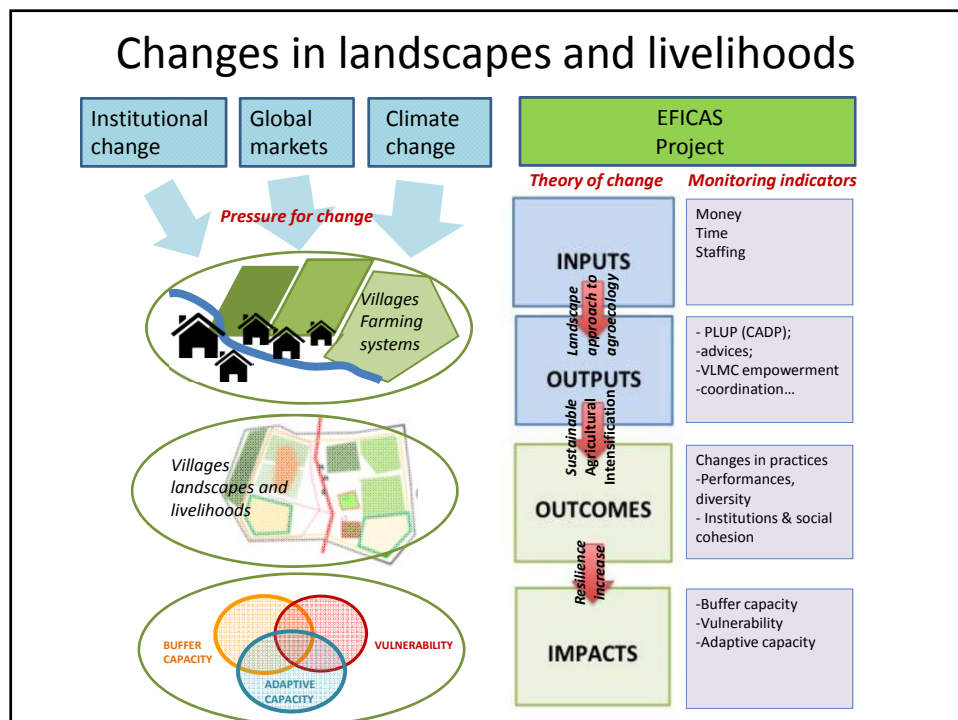 Changes in landscapes and livelihoods
Institutional
change
Global
markets
Climate
change
Pressure for change
Villages
Farming
systems
Villages
landscapes and
livelihoods
BUFFER
CAPACITY
VULNERABILITY
ADAPTIVE
CAPACITY
EFICAS
Project
Theory of change
Monitoring indicators
INPUTS
Money
Time
Staffing
Landscape
approach to
agroecology
OUTPUTS
- PLUP (CADP);
-advices;
-VLMC empowerment
-coordination…
Sustainable
Agricultural
Intensification
OUTCOMES
Changes in practices
-Performances,
diversity
- Institutions & social
cohesion
Resilience
increase
IMPACTS
-Buffer capacity
-Vulnerability
-Adaptive capacity